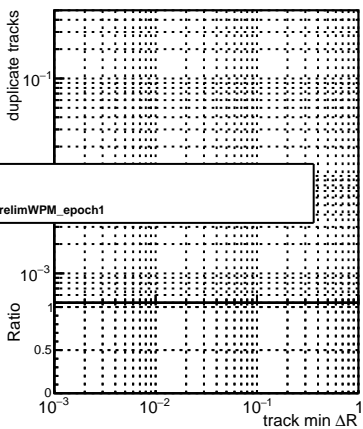 duplicate tracks
10⁻¹
relimWPM_epoch1
10⁻³
Ratio
1
0.5
0
10⁻³ 10⁻² 10⁻¹ 1
track min ΔR